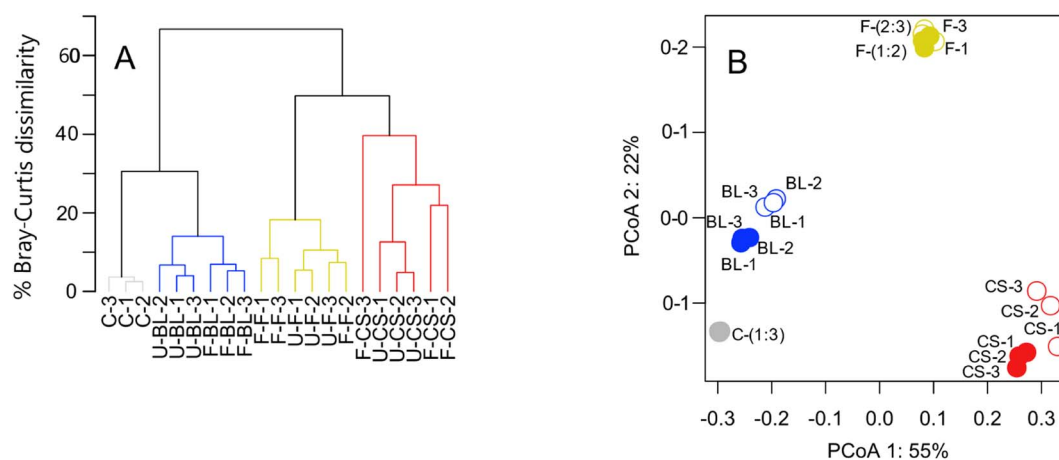 A
% Bray-Curtis dissimilarity
60
40
20
0
C-3
C-1
C-2
U-BL-2
U-BL-1
U-BL-3
F-BL-1
F-BL-2
F-BL-3
F-F-1
F-F-3
U-F-1
U-F-2
U-F-3
F-F-2
F-CS-3
U-CS-1
U-CS-2
U-CS-3
F-CS-1
F-CS-2
B
PCoA 2: 22%
0-2
0-1
0-0
0-1
F-(2:3)
F-3
F-(1:2)
F-1
BL-3
BL-2
BL-3
BL-1
BL-2
BL-1
C-(1:3)
CS-3
CS-2
CS-1
CS-1
CS-2
CS-3
-0.3
-0.2
-0.1
0.0
0.1
0.2
0.3
PCoA 1: 55%